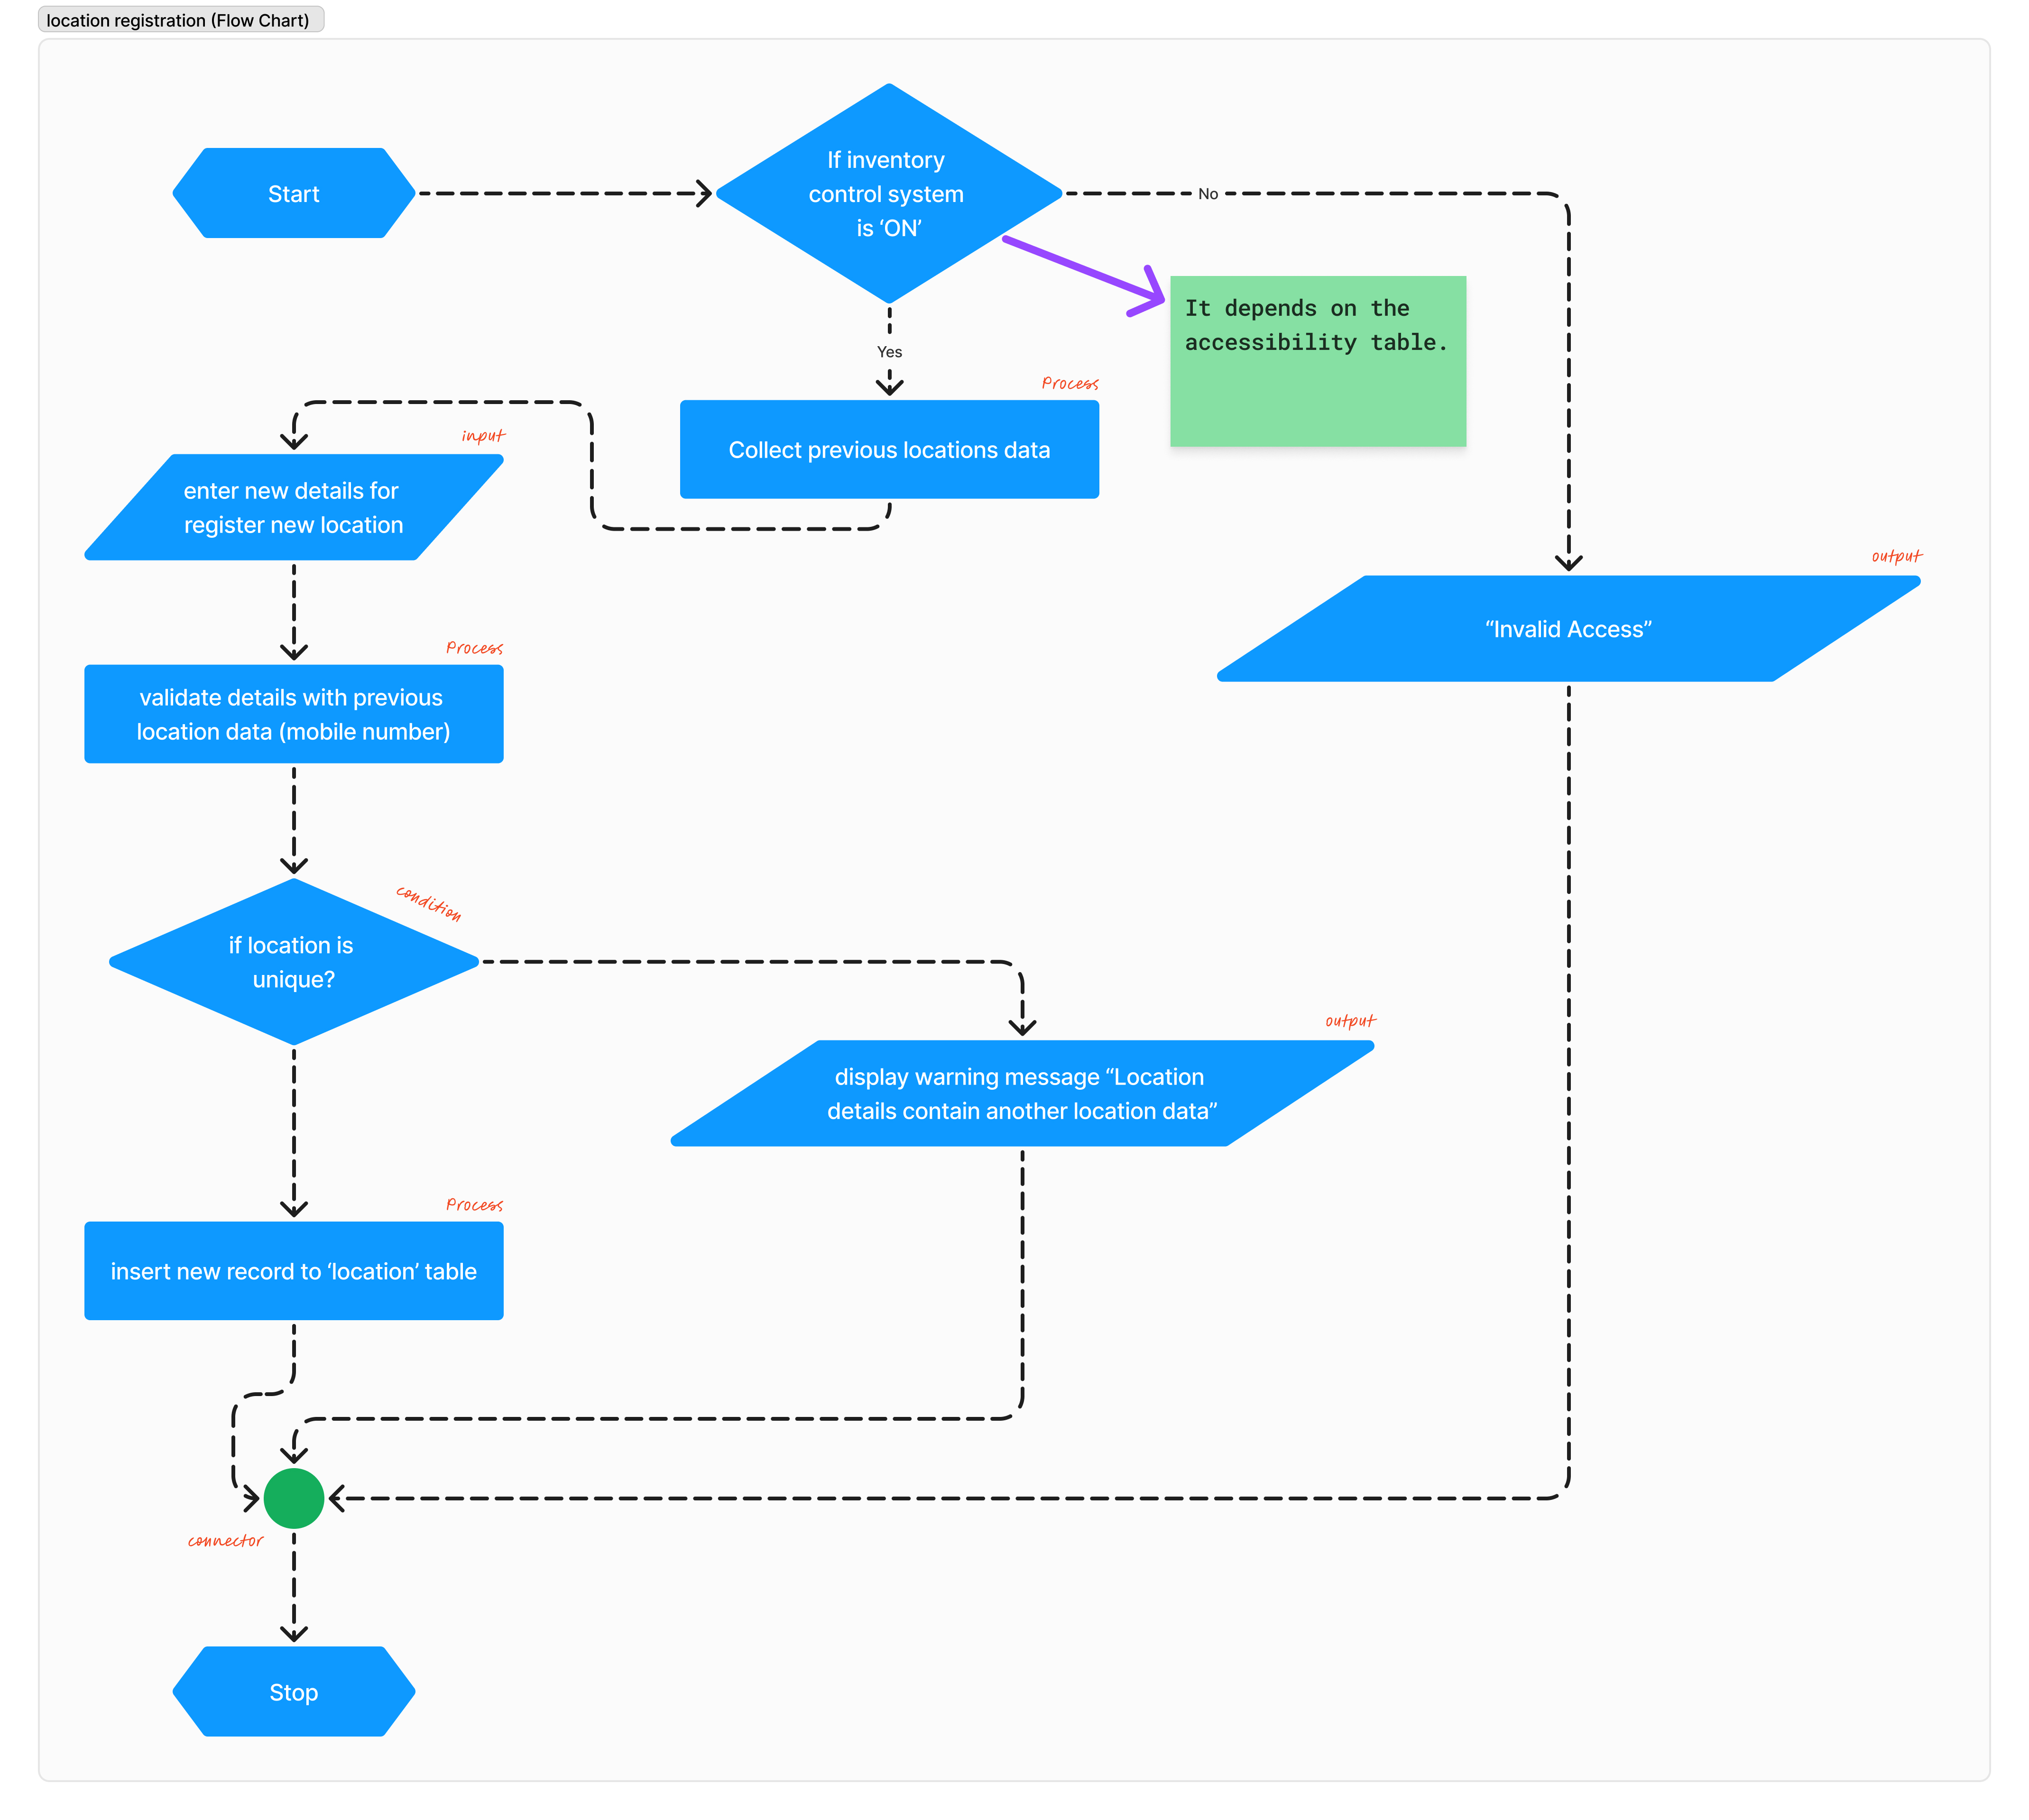 location registration (Flow Chart)
Start
If inventory
control system
is ‘ON’
No
It depends on the
accessibility table.
Yes
Process
Collect previous locations data
input
enter new details for
register new location
output
“Invalid Access”
Process
validate details with previous
location data (mobile number)
condition
if location is
unique?
output
display warning message “Location
details contain another location data”
Process
insert new record to ‘location’ table
connector
Stop